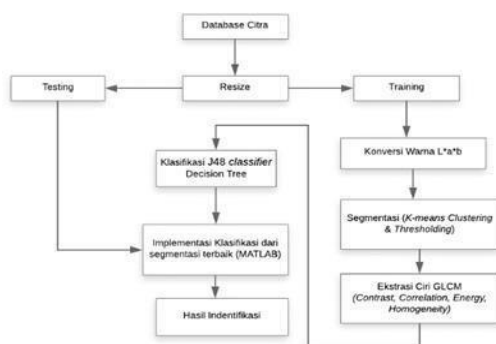 Database Citra
Testing
Resize
Training
Konversi Warna L*a*b
Klasifikasi J48 classifier
Decision Tree
Segmentasi (K-means Clustering
& Thresholding)
Implementasi Klasifikasi dari
segmentasi terbaik (MATLAB)
Ekstrasi Ciri GLCM
(Contrast, Correlation, Energy,
Homogeneity)
Hasil Indentifikasi